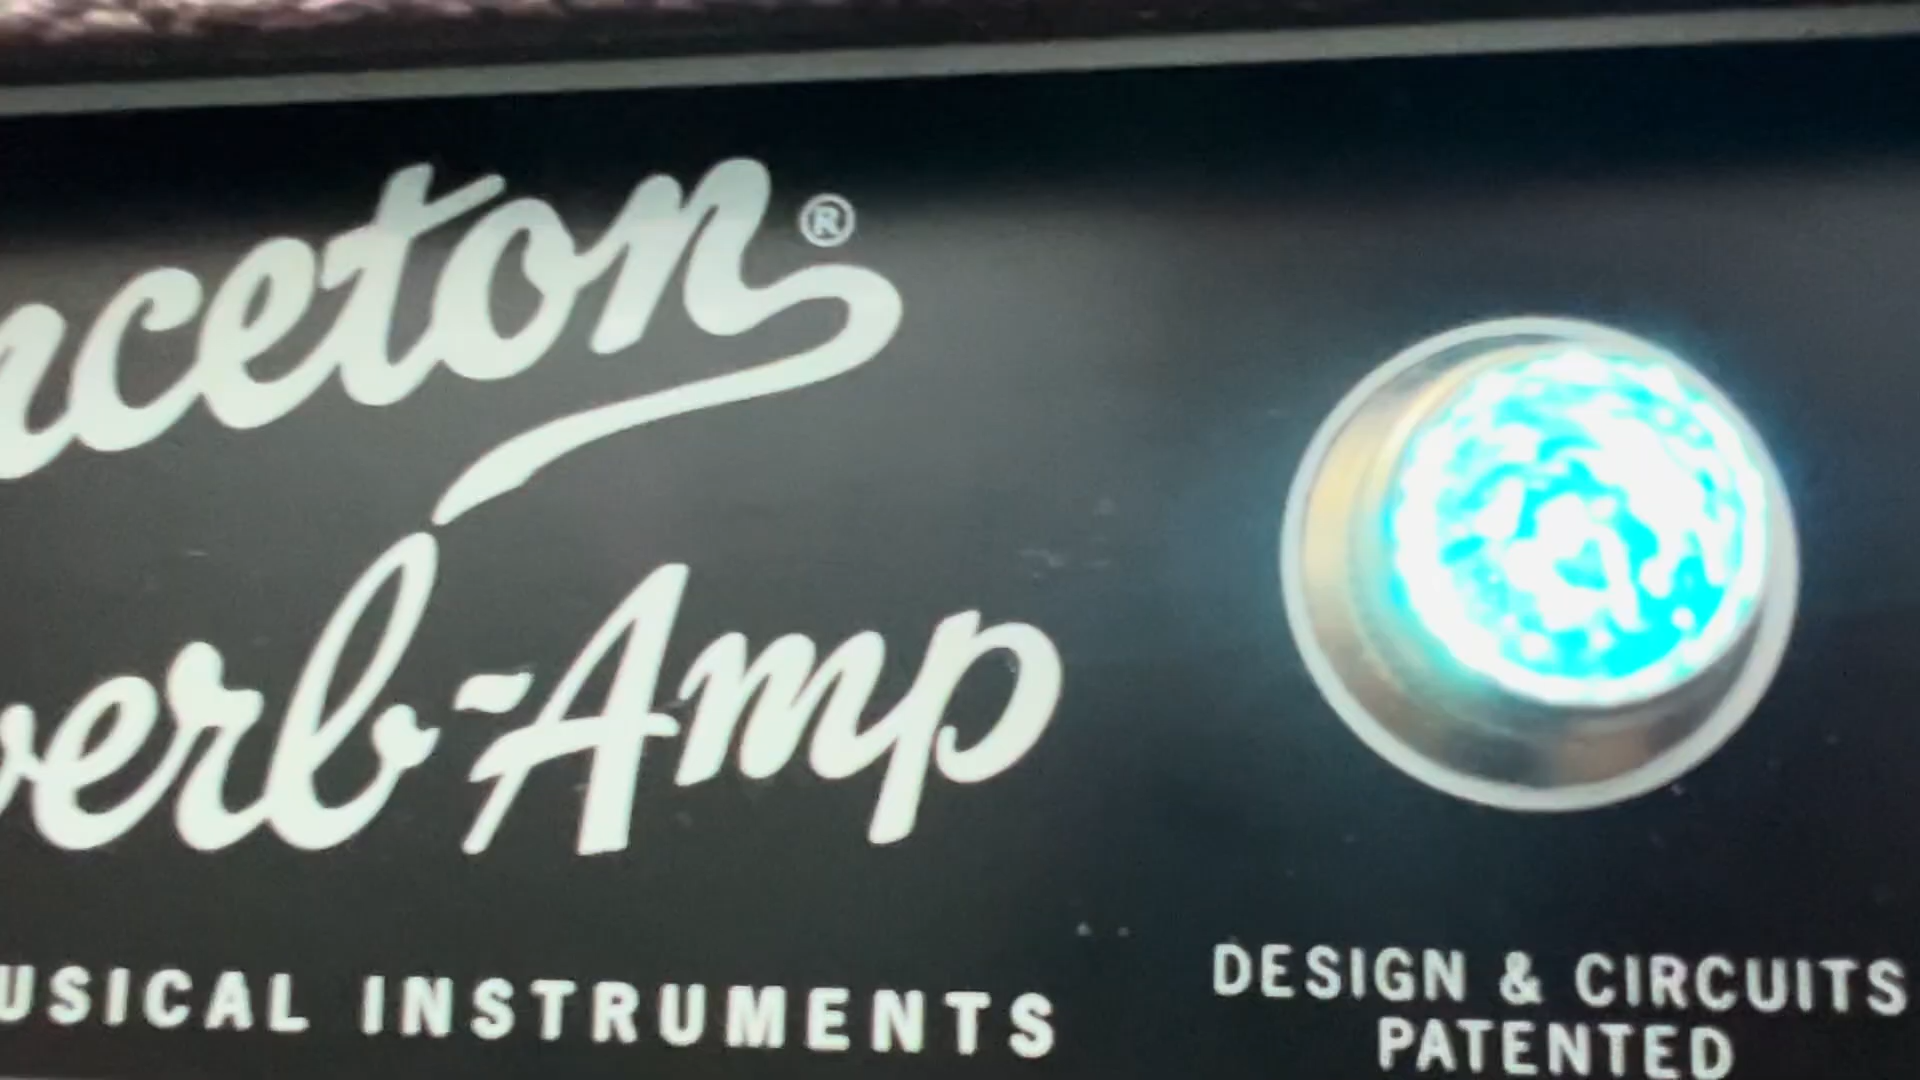 nceton®
verb-Amp
USICAL INSTRUMENTS
DESIGN & CIRCUITS
PATENTED